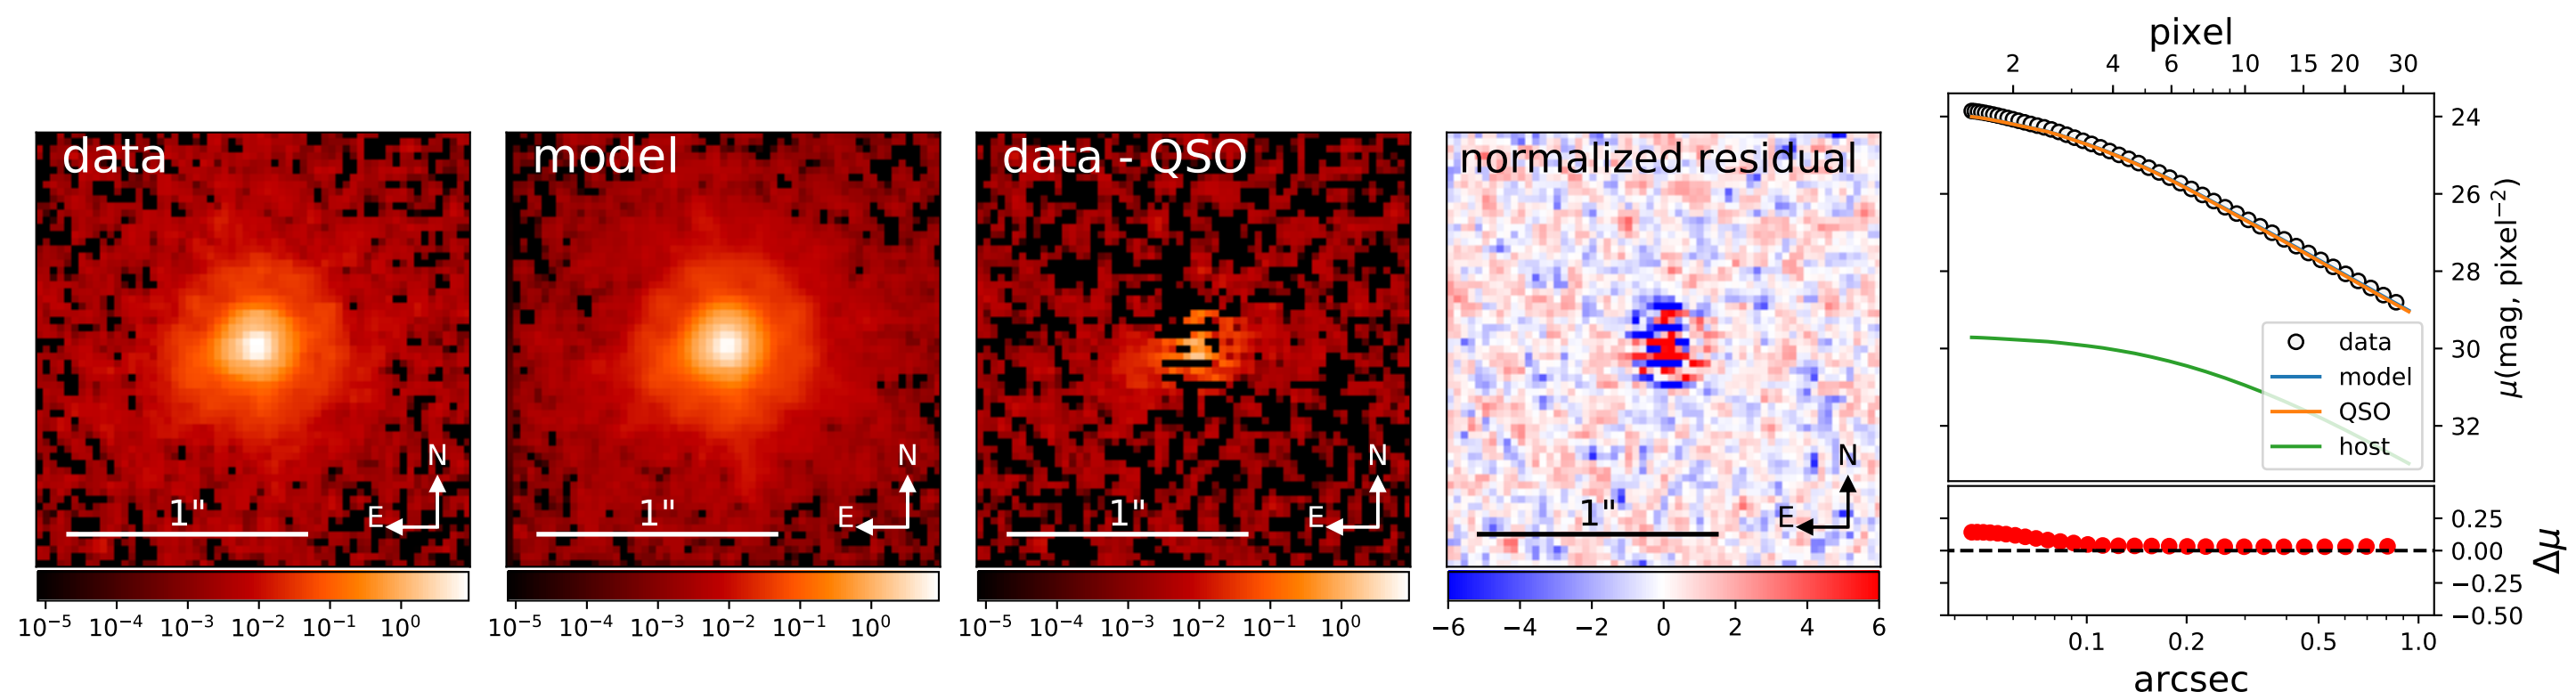 data
N
E
1"
10⁻⁵ 10⁻⁴ 10⁻³ 10⁻² 10⁻¹ 10⁰
model
N
E
1"
10⁻⁵ 10⁻⁴ 10⁻³ 10⁻² 10⁻¹ 10⁰
data - QSO
N
E
1"
10⁻⁵ 10⁻⁴ 10⁻³ 10⁻² 10⁻¹ 10⁰
normalized residual
N
E
1"
−6 −4 −2 0 2 4 6
pixel
2 4 6 10 15 20 30
24
26
28
30
32
μ(mag, pixel⁻²)
data
model
QSO
host
0.25
0.00
−0.25
−0.50
Δμ
0.1 0.2 0.5 1.0
arcsec